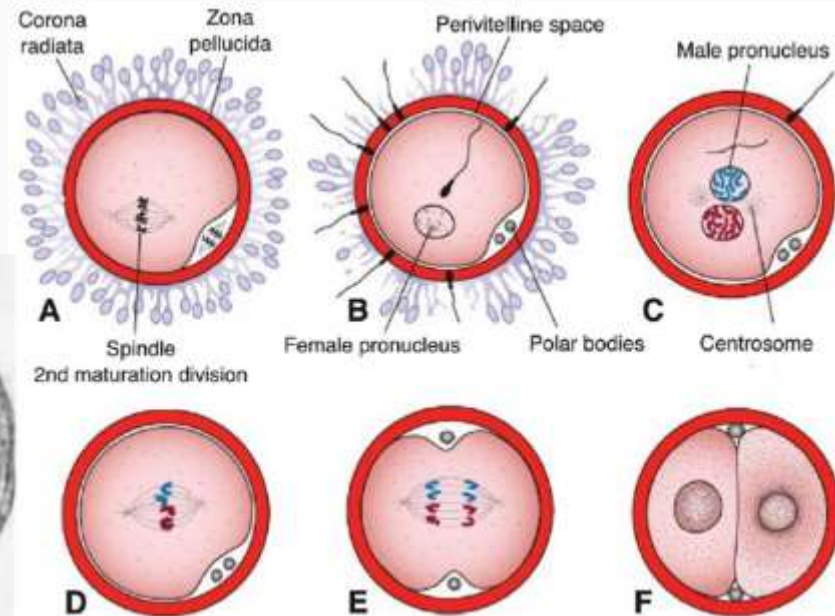 Corona
radiata
Zona
pellucida
Perivitelline space
Male pronucleus
A
B
C
Spindle
2nd maturation division
Female pronucleus
Polar bodies
Centrosome
D
E
F